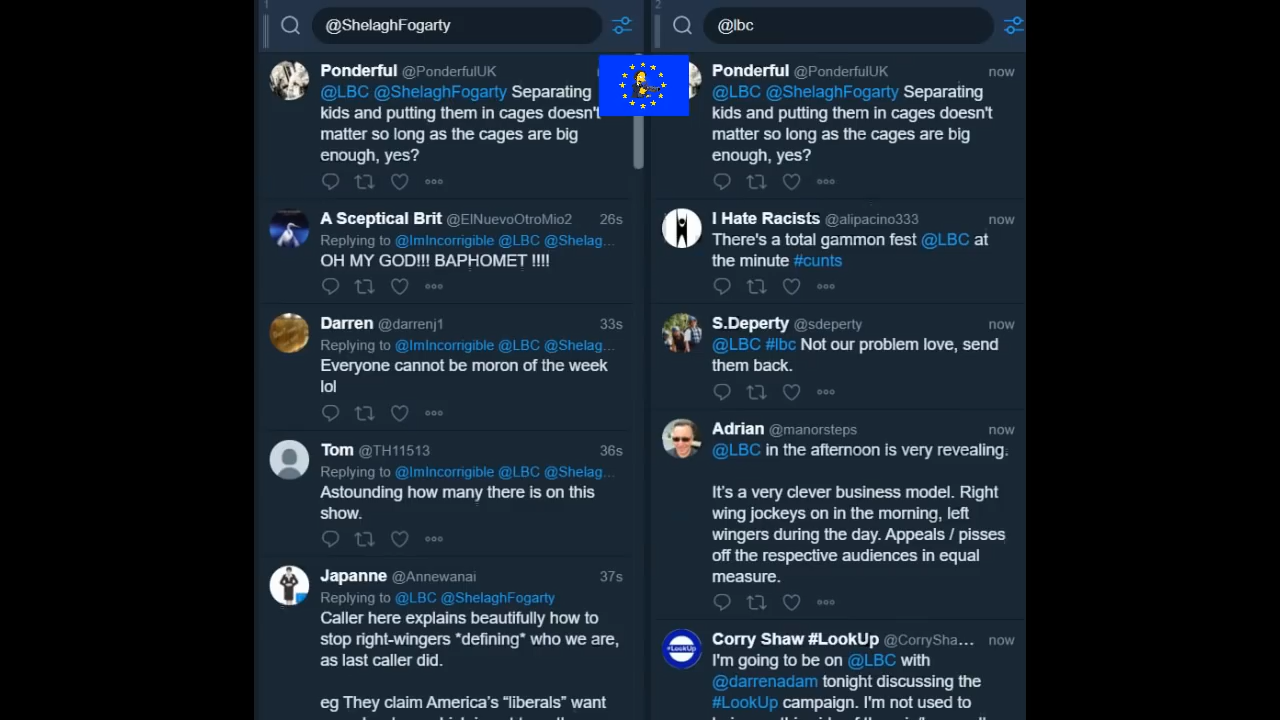 1
@ShelaghFogarty
Ponderful @PonderfulUK
@LBC @ShelaghFogarty Separating
kids and putting them in cages doesn't
matter so long as the cages are big
enough, yes?
A Sceptical Brit @ElNuevoOtroMio2 26s
Replying to @ImIncorrigible @LBC @Shelag...
OH MY GOD!!! BAPHOMET !!!!
Darren @darrenj1 33s
Replying to @ImIncorrigible @LBC @Shelag...
Everyone cannot be moron of the week
lol
Tom @TH11513 36s
Replying to @ImIncorrigible @LBC @Shelag...
Astounding how many there is on this
show.
Japanne @Annewanai 37s
Replying to @LBC @ShelaghFogarty
Caller here explains beautifully how to
stop right-wingers *defining* who we are,
as last caller did.
eg They claim America's “liberals” want
2
@lbc
Ponderful @PonderfulUK now
@LBC @ShelaghFogarty Separating
kids and putting them in cages doesn't
matter so long as the cages are big
enough, yes?
I Hate Racists @alipacino333 now
There's a total gammon fest @LBC at
the minute #cunts
S.Deperty @sdeperty now
@LBC #lbc Not our problem love, send
them back.
Adrian @manorsteps now
@LBC in the afternoon is very revealing.
It's a very clever business model. Right
wing jockeys on in the morning, left
wingers during the day. Appeals / pisses
off the respective audiences in equal
measure.
#LookUp
Corry Shaw #LookUp @CorrySha... now
I'm going to be on @LBC with
@darrenadam tonight discussing the
#LookUp campaign. I'm not used to